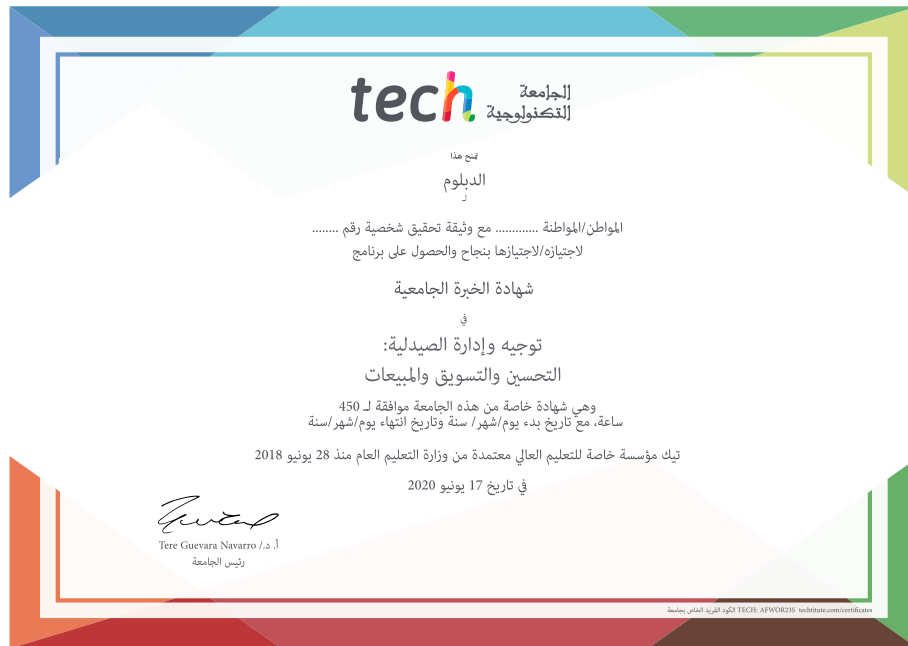 tech الجامعة
التكنولوجية
تمنح هذا
الدبلوم
لـ
المواطن/المواطنة ............. مع وثيقة تحقيق شخصية رقم ........
لاجتيازه/لاجتيازها بنجاح والحصول على برنامج
شهادة الخبرة الجامعية
في
توجيه وإدارة الصيدلية:
التحسين والتسويق والمبيعات
وهي شهادة خاصة من هذه الجامعة موافقة لـ 450
ساعة، مع تاريخ بدء يوم/شهر/ سنة وتاريخ انتهاء يوم/شهر/سنة
تيك مؤسسة خاصة للتعليم العالي معتمدة من وزارة التعليم العام منذ 28 يونيو 2018
في تاريخ 17 يونيو 2020
أ. د./ Tere Guevara Navarro
رئيس الجامعة
الكود الفريد الخاص بجامعة TECH: AFWOR23S techtitute.com/certificates